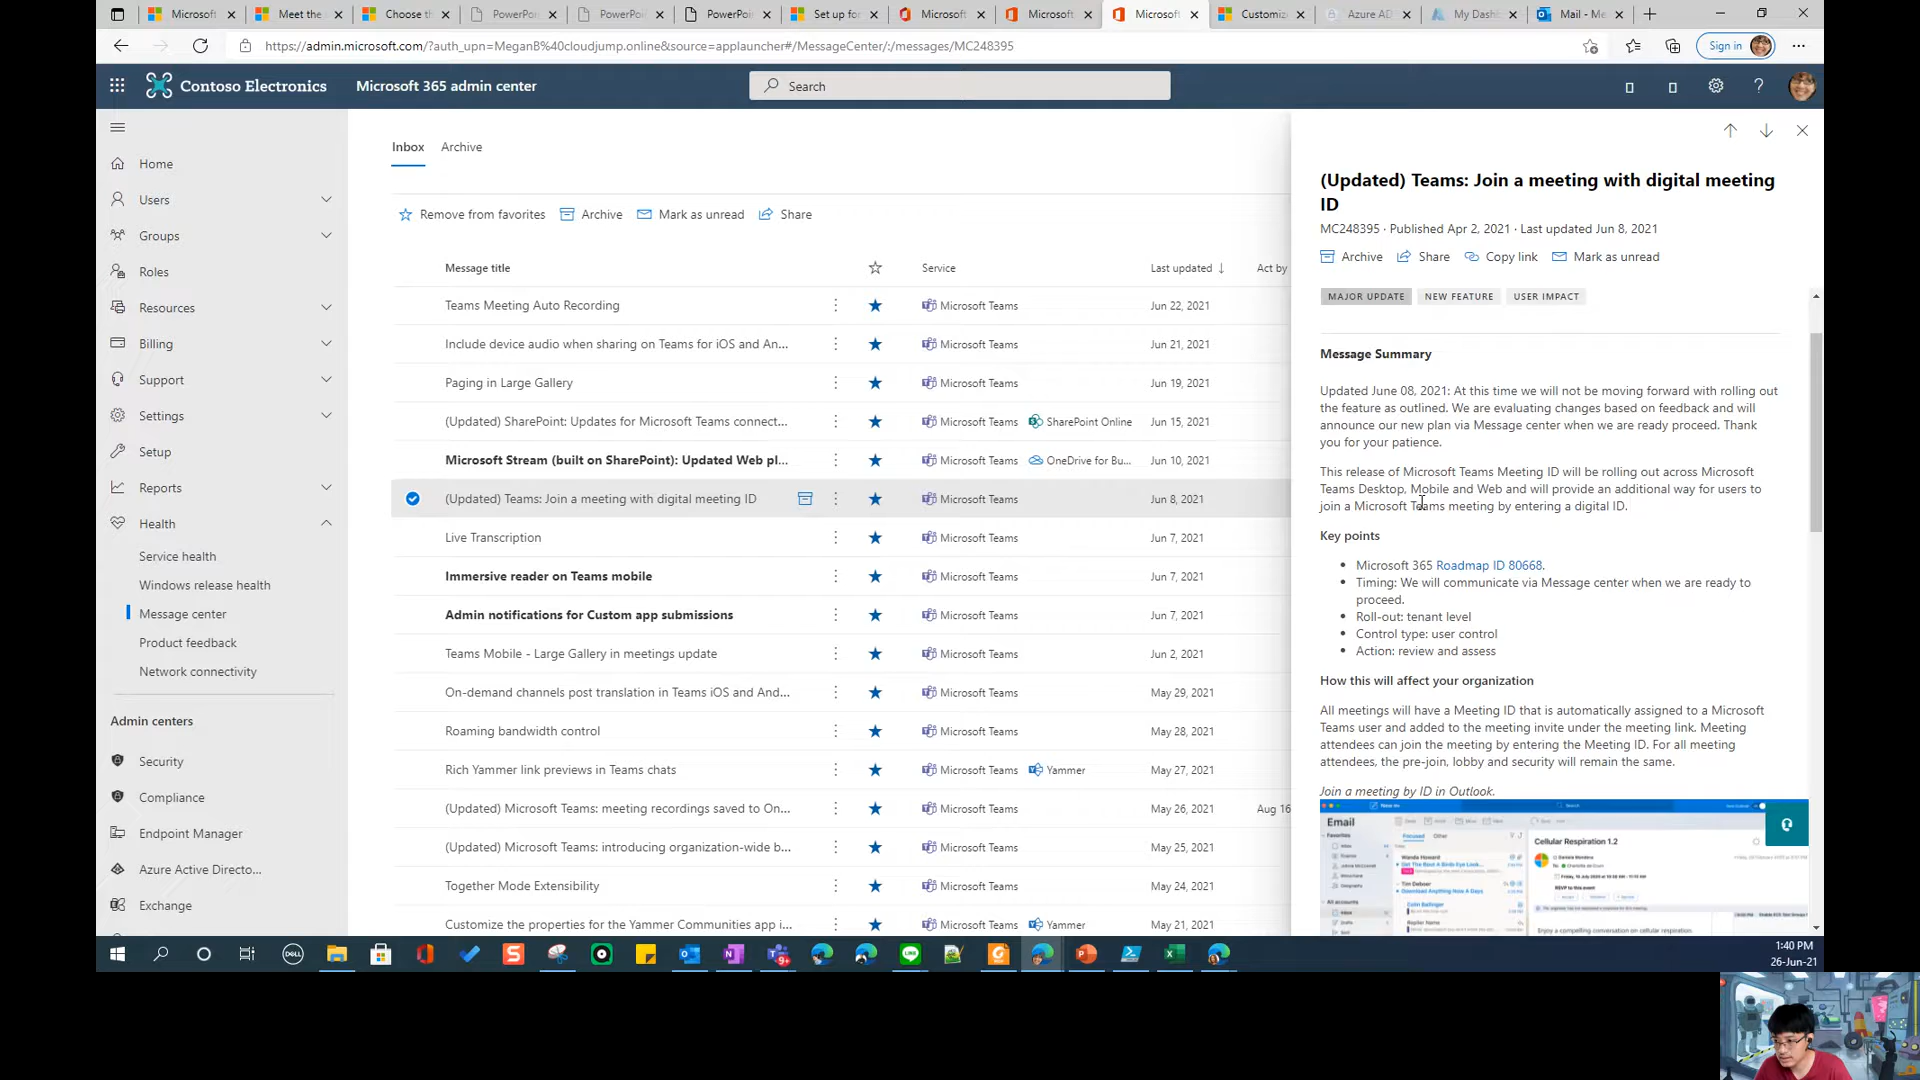 Microsoft
Meet the
Choose th
PowerPoi
PowerPoi
PowerPoi
Set up for
Microsoft
Microsoft
Microsoft
Customiz
Azure AD
My Dash
Mail - Me
https://admin.microsoft.com/?auth_upn=MeganB%40cloudjump.online&source=applauncher#/MessageCenter/:/messages/MC248395
Sign in
Contoso Electronics
Microsoft 365 admin center
Search
Home
Users
Groups
Roles
Resources
Billing
Support
Settings
Setup
Reports
Health
Service health
Windows release health
Message center
Product feedback
Network connectivity
Admin centers
Security
Compliance
Endpoint Manager
Azure Active Directo...
Exchange
Inbox Archive
Remove from favorites Archive Mark as unread Share
Message title Service Last updated ↓ Act by
Teams Meeting Auto Recording Microsoft Teams Jun 22, 2021
Include device audio when sharing on Teams for iOS and An... Microsoft Teams Jun 21, 2021
Paging in Large Gallery Microsoft Teams Jun 19, 2021
(Updated) SharePoint: Updates for Microsoft Teams connect... Microsoft Teams SharePoint Online Jun 15, 2021
Microsoft Stream (built on SharePoint): Updated Web pl... Microsoft Teams OneDrive for Bu... Jun 10, 2021
(Updated) Teams: Join a meeting with digital meeting ID Microsoft Teams Jun 8, 2021
Live Transcription Microsoft Teams Jun 7, 2021
Immersive reader on Teams mobile Microsoft Teams Jun 7, 2021
Admin notifications for Custom app submissions Microsoft Teams Jun 7, 2021
Teams Mobile - Large Gallery in meetings update Microsoft Teams Jun 2, 2021
On-demand channels post translation in Teams iOS and And... Microsoft Teams May 29, 2021
Roaming bandwidth control Microsoft Teams May 28, 2021
Rich Yammer link previews in Teams chats Microsoft Teams Yammer May 27, 2021
(Updated) Microsoft Teams: meeting recordings saved to On... Microsoft Teams May 26, 2021 Aug 16
(Updated) Microsoft Teams: introducing organization-wide b... Microsoft Teams May 25, 2021
Together Mode Extensibility Microsoft Teams May 24, 2021
Customize the properties for the Yammer Communities app i... Microsoft Teams Yammer May 21, 2021
(Updated) Teams: Join a meeting with digital meeting
ID
MC248395 · Published Apr 2, 2021 · Last updated Jun 8, 2021
Archive Share Copy link Mark as unread
MAJOR UPDATE NEW FEATURE USER IMPACT
Message Summary
Updated June 08, 2021: At this time we will not be moving forward with rolling out
the feature as outlined. We are evaluating changes based on feedback and will
announce our new plan via Message center when we are ready proceed. Thank
you for your patience.
This release of Microsoft Teams Meeting ID will be rolling out across Microsoft
Teams Desktop, Mobile and Web and will provide an additional way for users to
join a Microsoft Teams meeting by entering a digital ID.
Key points
• Microsoft 365 Roadmap ID 80668.
• Timing: We will communicate via Message center when we are ready to
proceed.
• Roll-out: tenant level
• Control type: user control
• Action: review and assess
How this will affect your organization
All meetings will have a Meeting ID that is automatically assigned to a Microsoft
Teams user and added to the meeting invite under the meeting link. Meeting
attendees can join the meeting by entering the Meeting ID. For all meeting
attendees, the pre-join, lobby and security will remain the same.
Join a meeting by ID in Outlook.
Email
Focused Other
Cellular Respiration 1.2
Wanda Howard
Tim Deboer
Colin Ballinger
Enjoy a compelling conversation on cellular respiration.
DELL
LINE
9+
1:40 PM
26-Jun-21